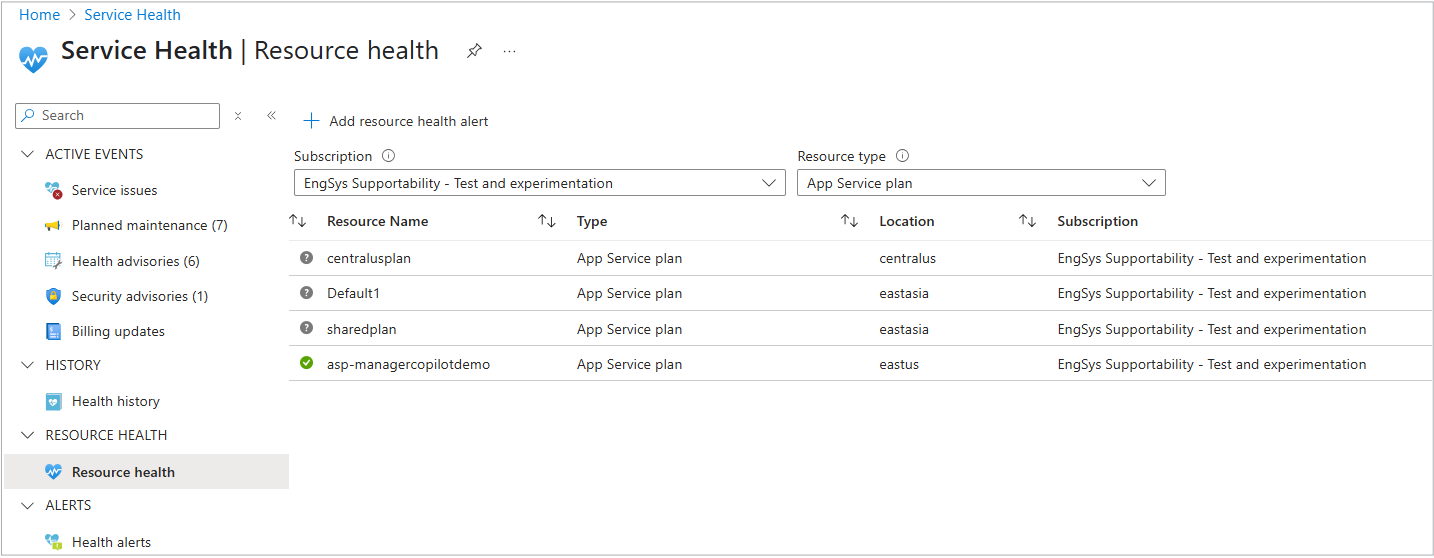 Home > Service Health
Service Health | Resource health
Search
Add resource health alert
ACTIVE EVENTS
Service issues
Planned maintenance (7)
Health advisories (6)
Security advisories (1)
Billing updates
HISTORY
Health history
RESOURCE HEALTH
Resource health
ALERTS
Health alerts
Subscription
Resource type
EngSys Supportability - Test and experimentation
App Service plan
Resource Name Type Location Subscription
centralusplan App Service plan centralus EngSys Supportability - Test and experimentation
Default1 App Service plan eastasia EngSys Supportability - Test and experimentation
sharedplan App Service plan eastasia EngSys Supportability - Test and experimentation
asp-managercopilotdemo App Service plan eastus EngSys Supportability - Test and experimentation